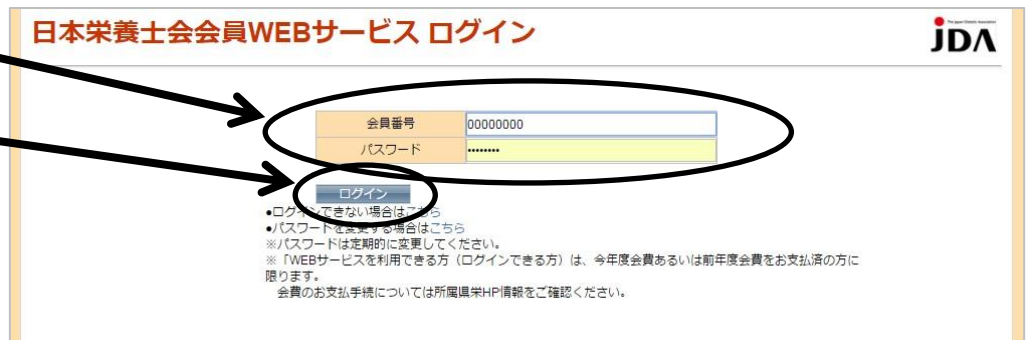 日本栄養士会会員WEBサービス ログイン
JDA
会員番号 00000000
パスワード ••••••••
ログイン
•ログインできない場合はこちら
•パスワードを変更する場合はこちら
※パスワードは定期的に変更してください。
※「WEBサービスを利用できる方（ログインできる方）は、今年度会費あるいは前年度会費をお支払済の方に
限ります。
会費のお支払手続については所属県栄HP情報をご確認ください。